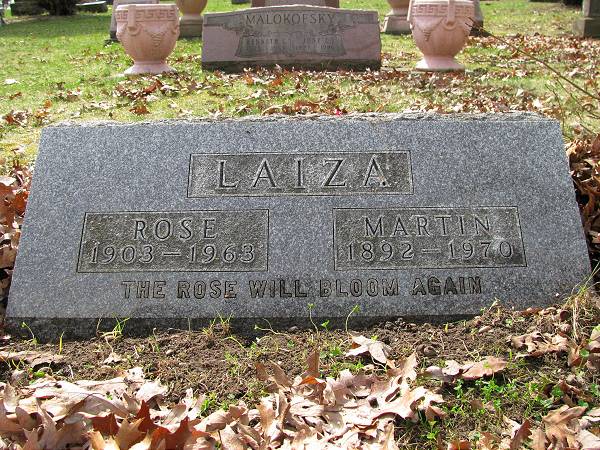 MALOKOFSKY
LAIZA
ROSE
1903-1963
MARTIN
1892-1970
THE ROSE WILL BLOOM AGAIN